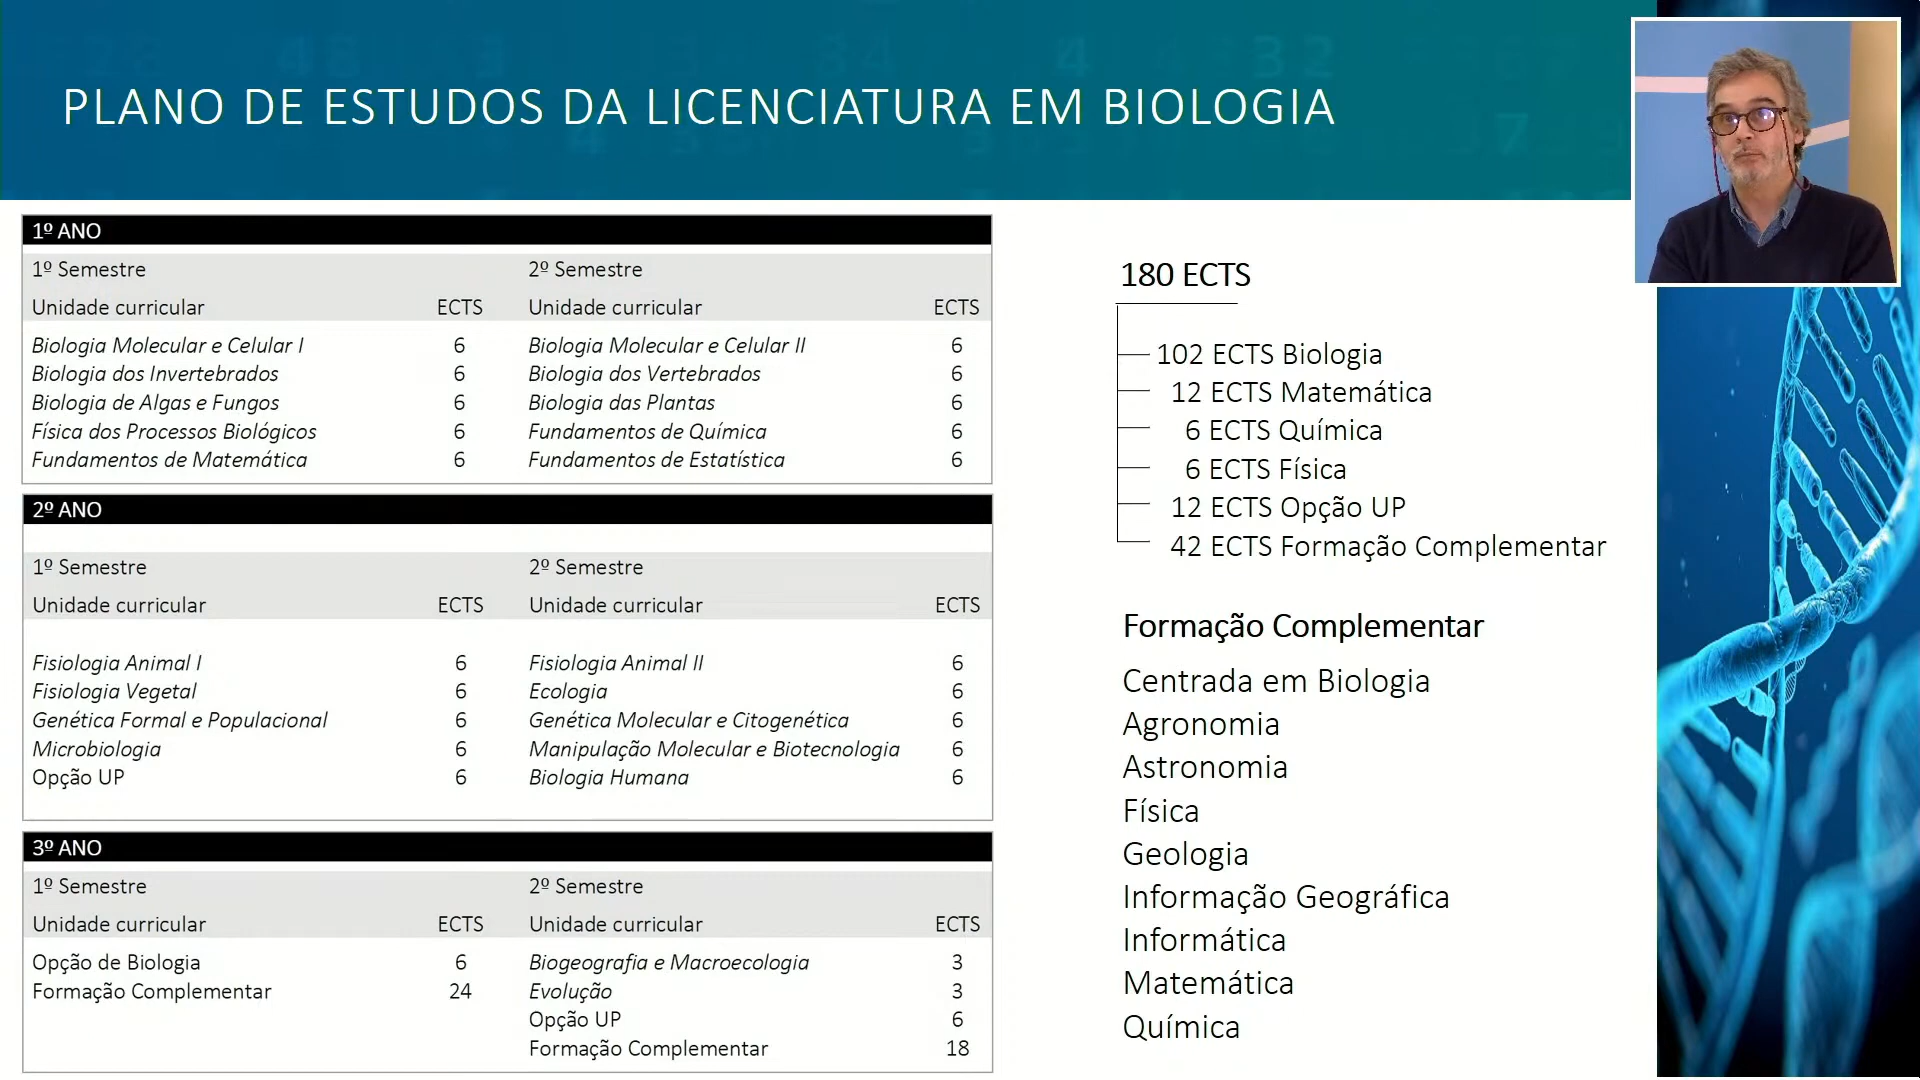 PLANO DE ESTUDOS DA LICENCIATURA EM BIOLOGIA
1º ANO
1º Semestre 2º Semestre
Unidade curricular ECTS Unidade curricular ECTS
Biologia Molecular e Celular I 6 Biologia Molecular e Celular II 6
Biologia dos Invertebrados 6 Biologia dos Vertebrados 6
Biologia de Algas e Fungos 6 Biologia das Plantas 6
Física dos Processos Biológicos 6 Fundamentos de Química 6
Fundamentos de Matemática 6 Fundamentos de Estatística 6
2º ANO
1º Semestre 2º Semestre
Unidade curricular ECTS Unidade curricular ECTS
Fisiologia Animal I 6 Fisiologia Animal II 6
Fisiologia Vegetal 6 Ecologia 6
Genética Formal e Populacional 6 Genética Molecular e Citogenética 6
Microbiologia 6 Manipulação Molecular e Biotecnologia 6
Opção UP 6 Biologia Humana 6
3º ANO
1º Semestre 2º Semestre
Unidade curricular ECTS Unidade curricular ECTS
Opção de Biologia 6 Biogeografia e Macroecologia 3
Formação Complementar 24 Evolução 3
Opção UP 6
Formação Complementar 18
180 ECTS
102 ECTS Biologia
12 ECTS Matemática
6 ECTS Química
6 ECTS Física
12 ECTS Opção UP
42 ECTS Formação Complementar
Formação Complementar
Centrada em Biologia
Agronomia
Astronomia
Física
Geologia
Informação Geográfica
Informática
Matemática
Química